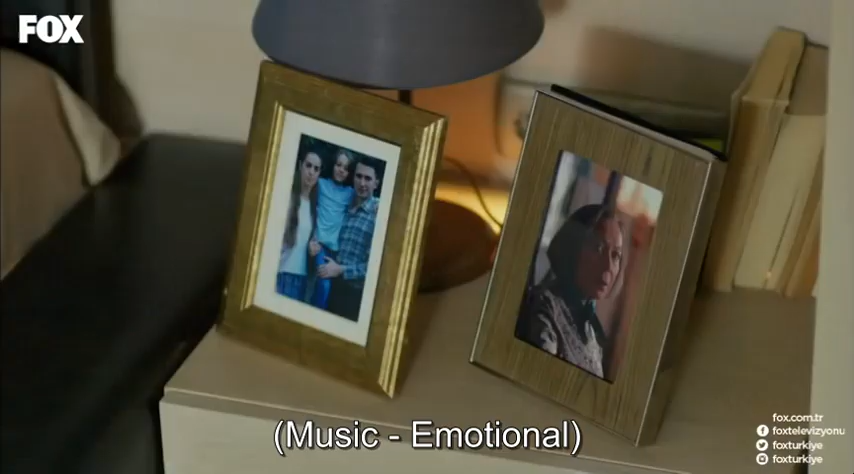 FOX
(Music - Emotional)
fox.com.tr
foxtelevizyonu
foxturkiye
foxturkiye